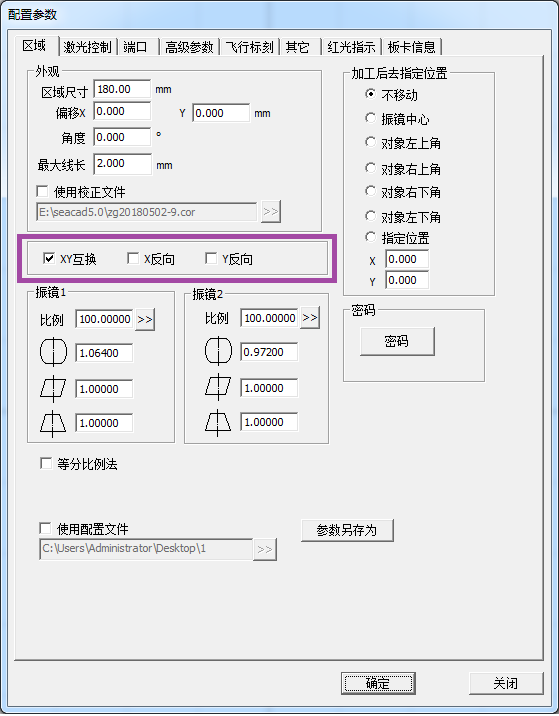 配置参数
区域 激光控制 端口 高级参数 飞行标刻 其它 红光指示 板卡信息
外观
区域尺寸 180.00 mm
偏移X 0.000 Y 0.000 mm
角度 0.000 °
最大线长 2.000 mm
使用校正文件
E:\seacad5.0\zg20180502-9.cor >>
XY互换 X反向 Y反向
振镜1
比例 100.00000 >>
1.06400
1.00000
1.00000
振镜2
比例 100.00000 >>
0.97200
1.00000
1.00000
等分比例法
使用配置文件
C:\Users\Administrator\Desktop\1 >>
参数另存为
加工后去指定位置
不移动
振镜中心
对象左上角
对象右上角
对象右下角
对象左下角
指定位置
X 0.000
Y 0.000
密码
密码
确定 关闭